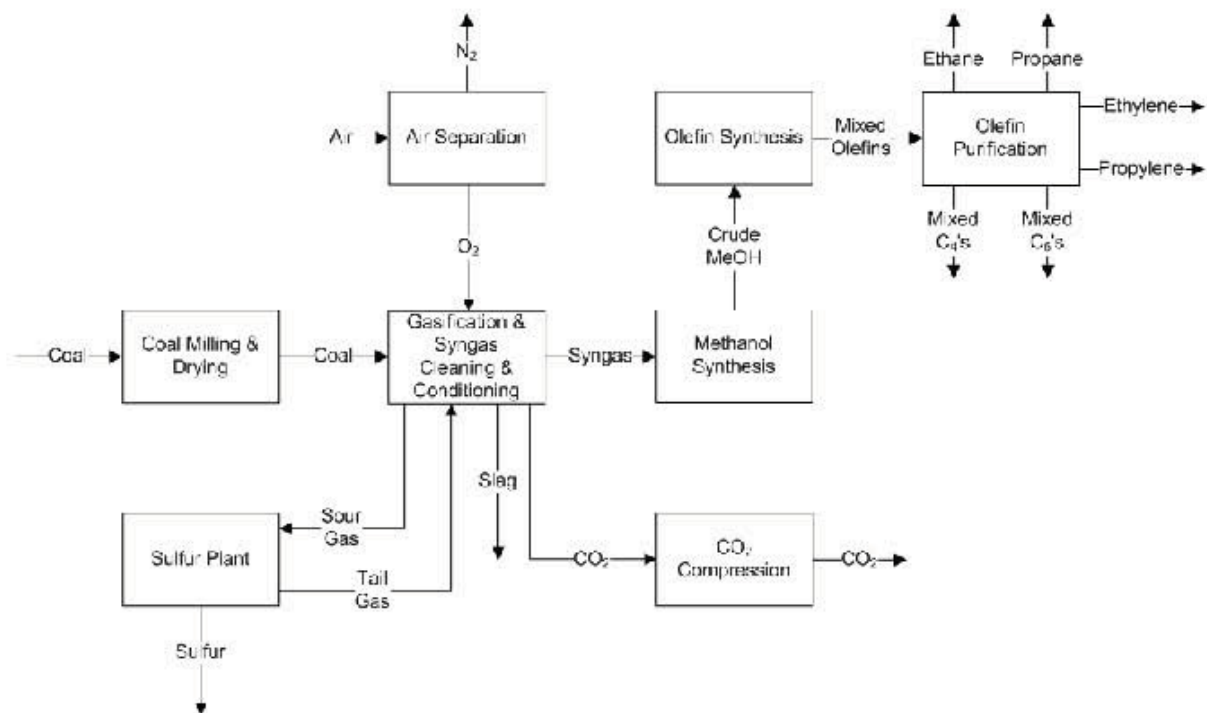 N₂
Ethane
Propane
Air
Air Separation
Olefin Synthesis
Mixed
Olefins
Olefin
Purification
Ethylene
Propylene
O₂
Crude
MeOH
Mixed
C₄'s
Mixed
C₅'s
Coal
Coal Milling &
Drying
Coal
Gasification &
Syngas
Cleaning &
Conditioning
Syngas
Methanol
Synthesis
Slag
Sour
Gas
Sulfur Plant
Tail
Gas
CO₂
CO₂
Compression
CO₂
Sulfur